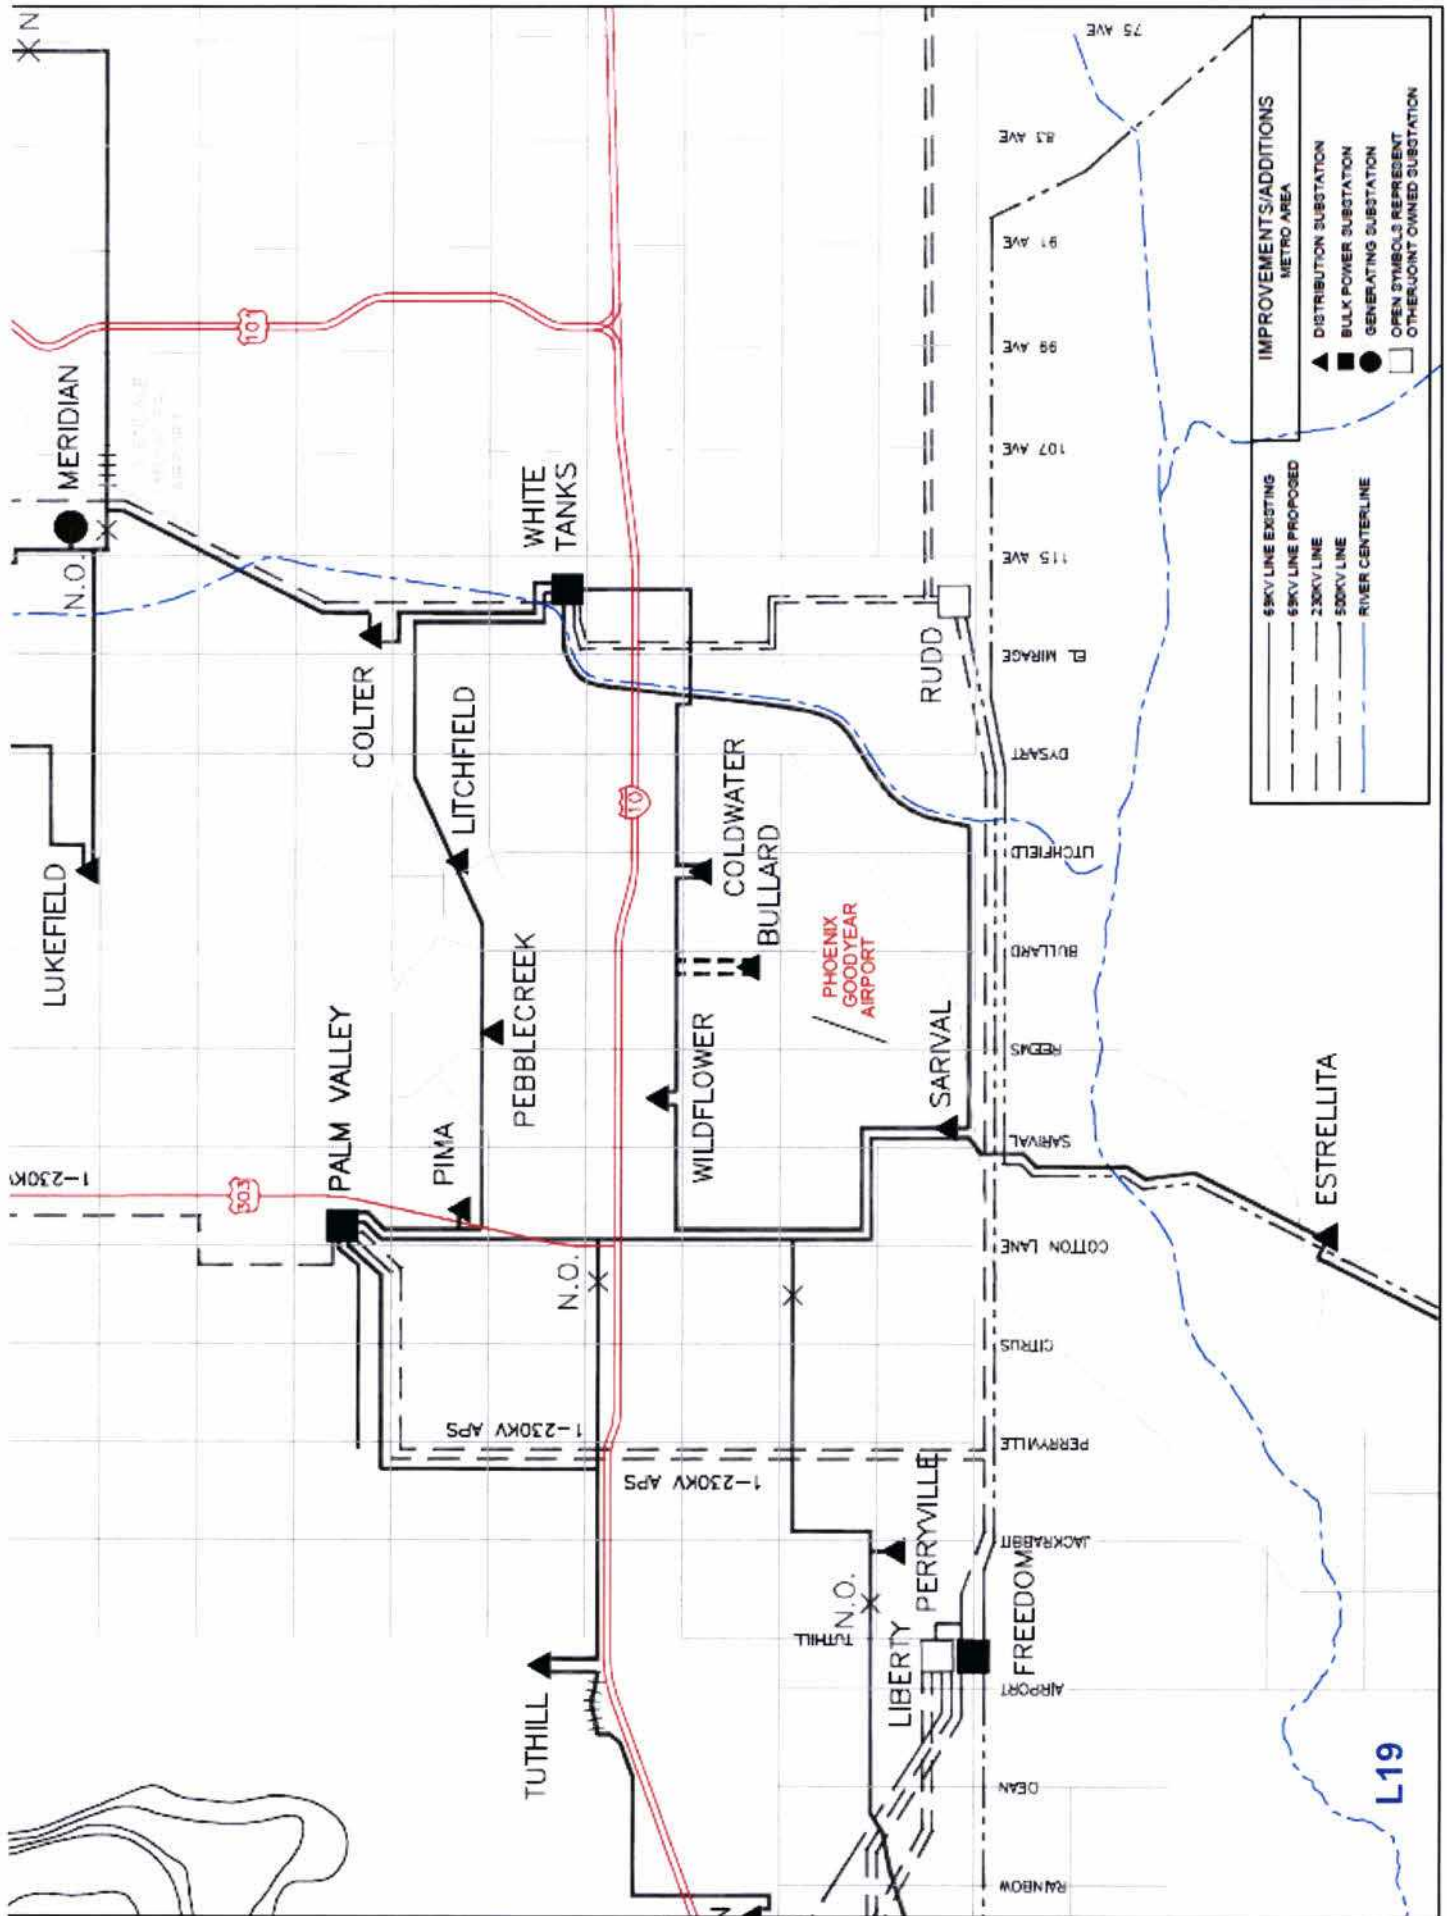 N
MERIDIAN
N.O.
101
WHITE
TANKS
COLTER
LITCHFIELD
LUKEFIELD
PALM VALLEY
PEBBLECREEK
PIMA
1-230KV
303
N.O.
10
COLDWATER
BULLARD
WILDFLOWER
PHOENIX
GOODYEAR
AIRPORT
SARIVAL
RUDD
ESTRELLITA
1-230KV APS
1-230KV APS
TUTHILL
N.O.
TUTHILL
LIBERTY
PERRYVILLE
FREEDOM
75 AVE
83 AVE
91 AVE
99 AVE
107 AVE
115 AVE
EL MIRAGE
DYSART
LITCHFIELD
BULLARD
REEMS
SARIVAL
COTTON LANE
CITRUS
PERRYVILLE
JACKRABBIT
AIRPORT
DEAN
RAINBOW
N
IMPROVEMENTS/ADDITIONS
METRO AREA
69KV LINE EXISTING
69KV LINE PROPOSED
230KV LINE
500KV LINE
RIVER CENTERLINE
DISTRIBUTION SUBSTATION
BULK POWER SUBSTATION
GENERATING SUBSTATION
OPEN SYMBOLS REPRESENT
OTHER/JOINT OWNED SUBSTATION
L19